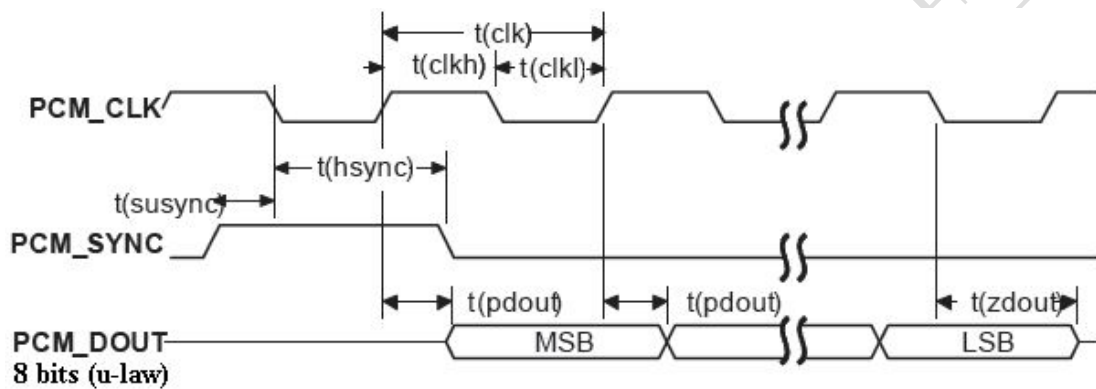 t(clk)
t(clkh) t(clkl)
PCM_CLK
t(hsync)
t(susync)
PCM_SYNC
t(pdout) t(pdout) t(zdout)
PCM_DOUT MSB LSB
8 bits (u-law)